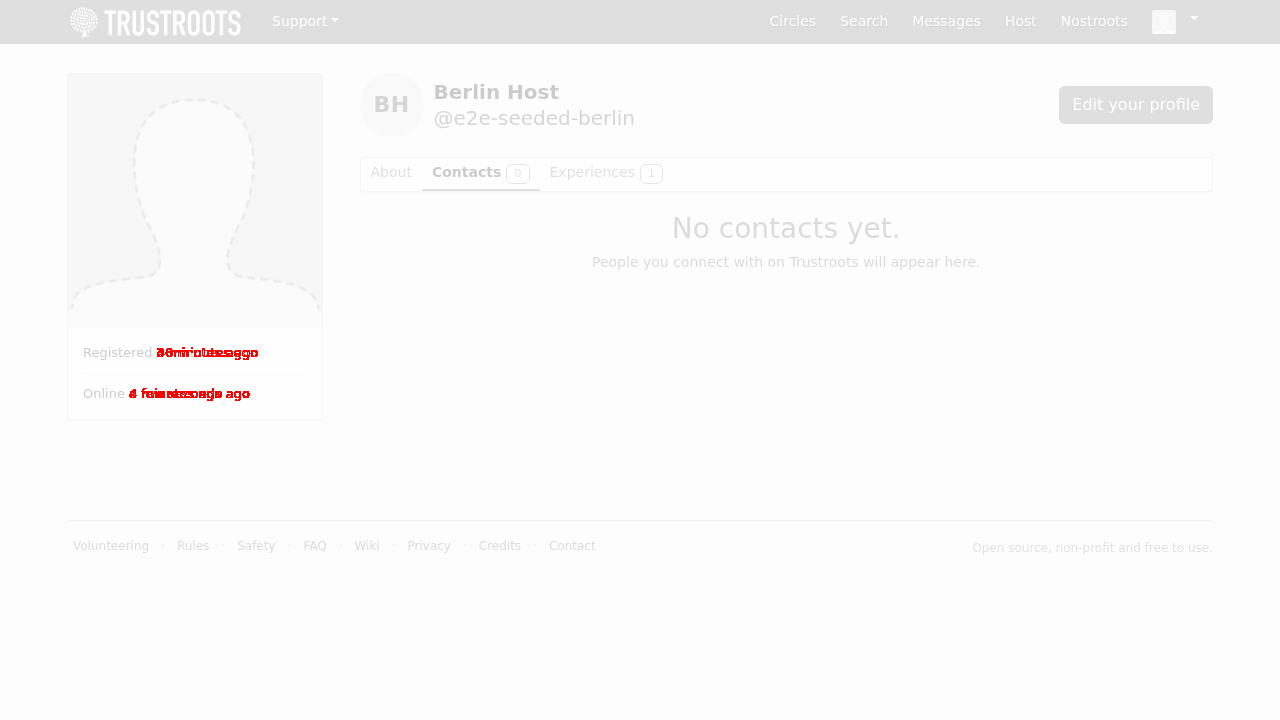 TRUSTROOTS
Support
Circles
Search
Messages
Host
Nostroots
BH
Berlin Host
@e2e-seeded-berlin
Edit your profile
About
Contacts 0
Experiences 1
No contacts yet.
People you connect with on Trustroots will appear here.
Registered ago
Online ago
Volunteering · Rules · Safety · FAQ · Wiki · Privacy · Credits · Contact
Open source, non-profit and free to use.